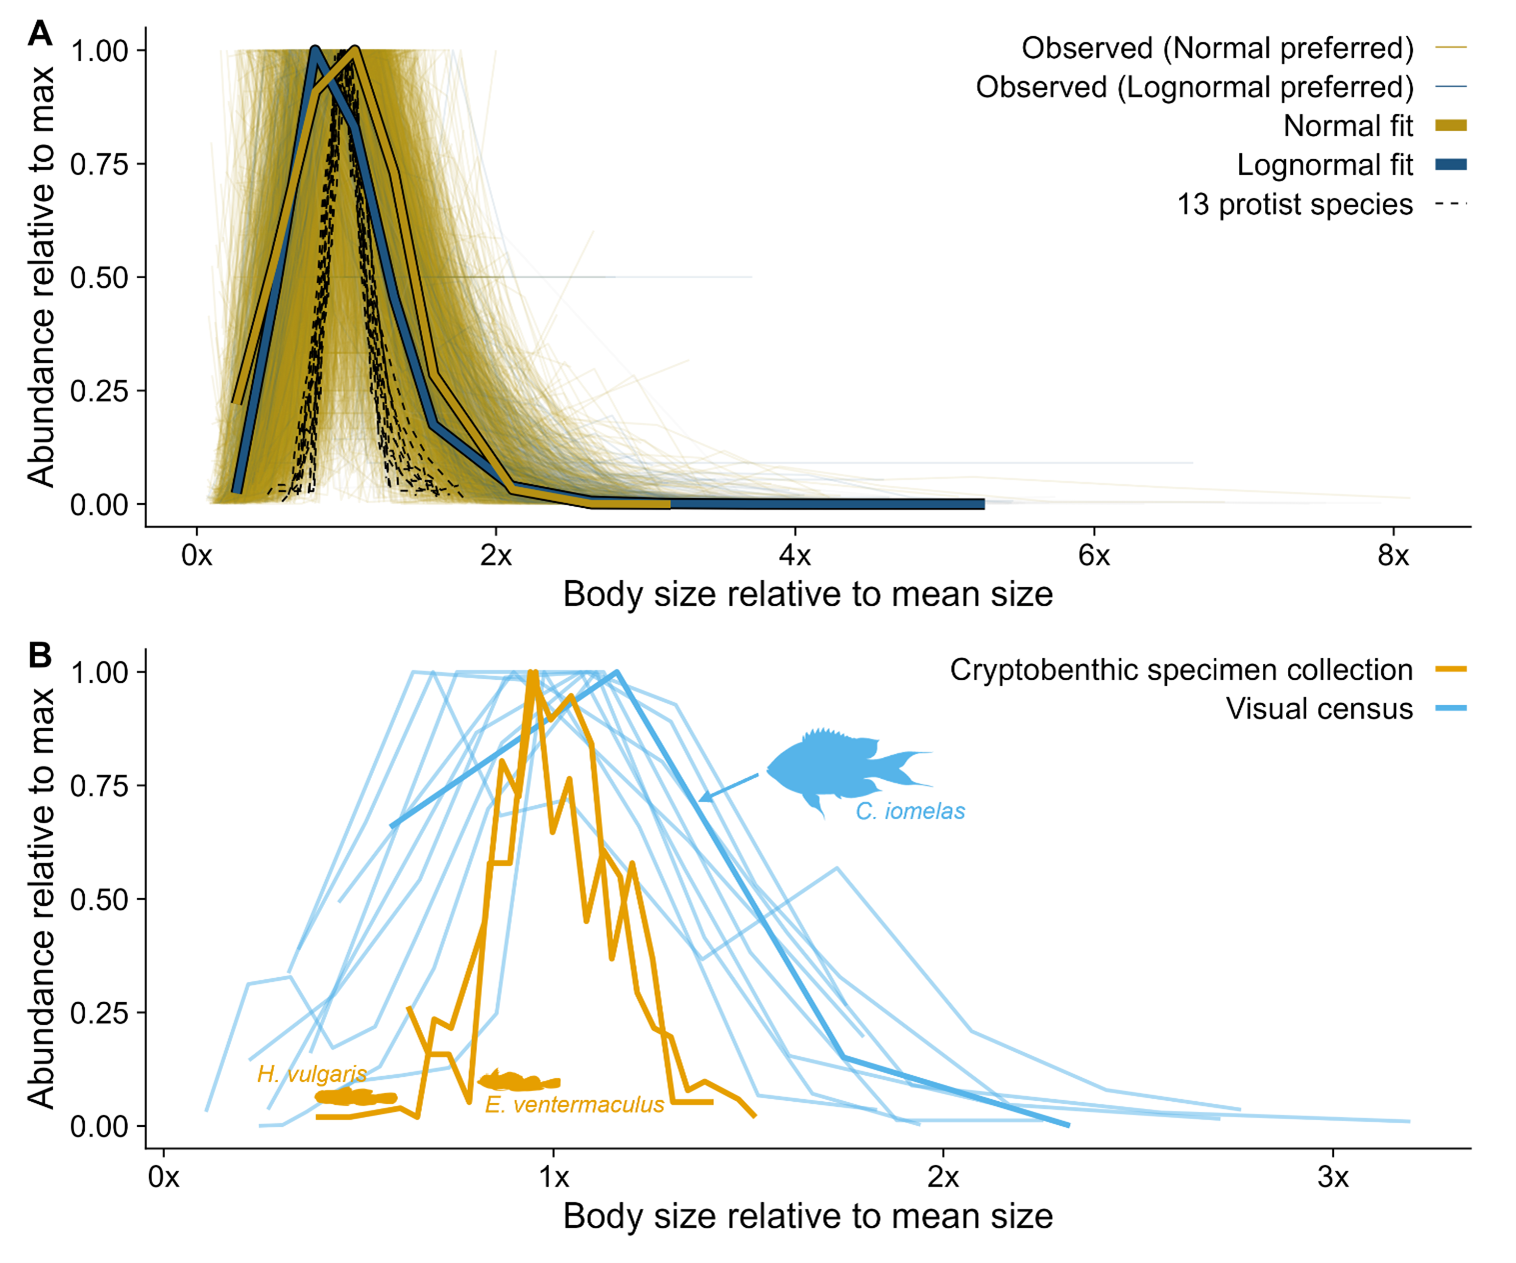 A
1.00
0.75
0.50
0.25
0.00
Abundance relative to max
Observed (Normal preferred)
Observed (Lognormal preferred)
Normal fit
Lognormal fit
13 protist species
0x
2x
4x
6x
8x
Body size relative to mean size
B
1.00
0.75
0.50
0.25
0.00
Abundance relative to max
Cryptobenthic specimen collection
Visual census
C. iomelas
H. vulgaris
E. ventermaculus
0x
1x
2x
3x
Body size relative to mean size